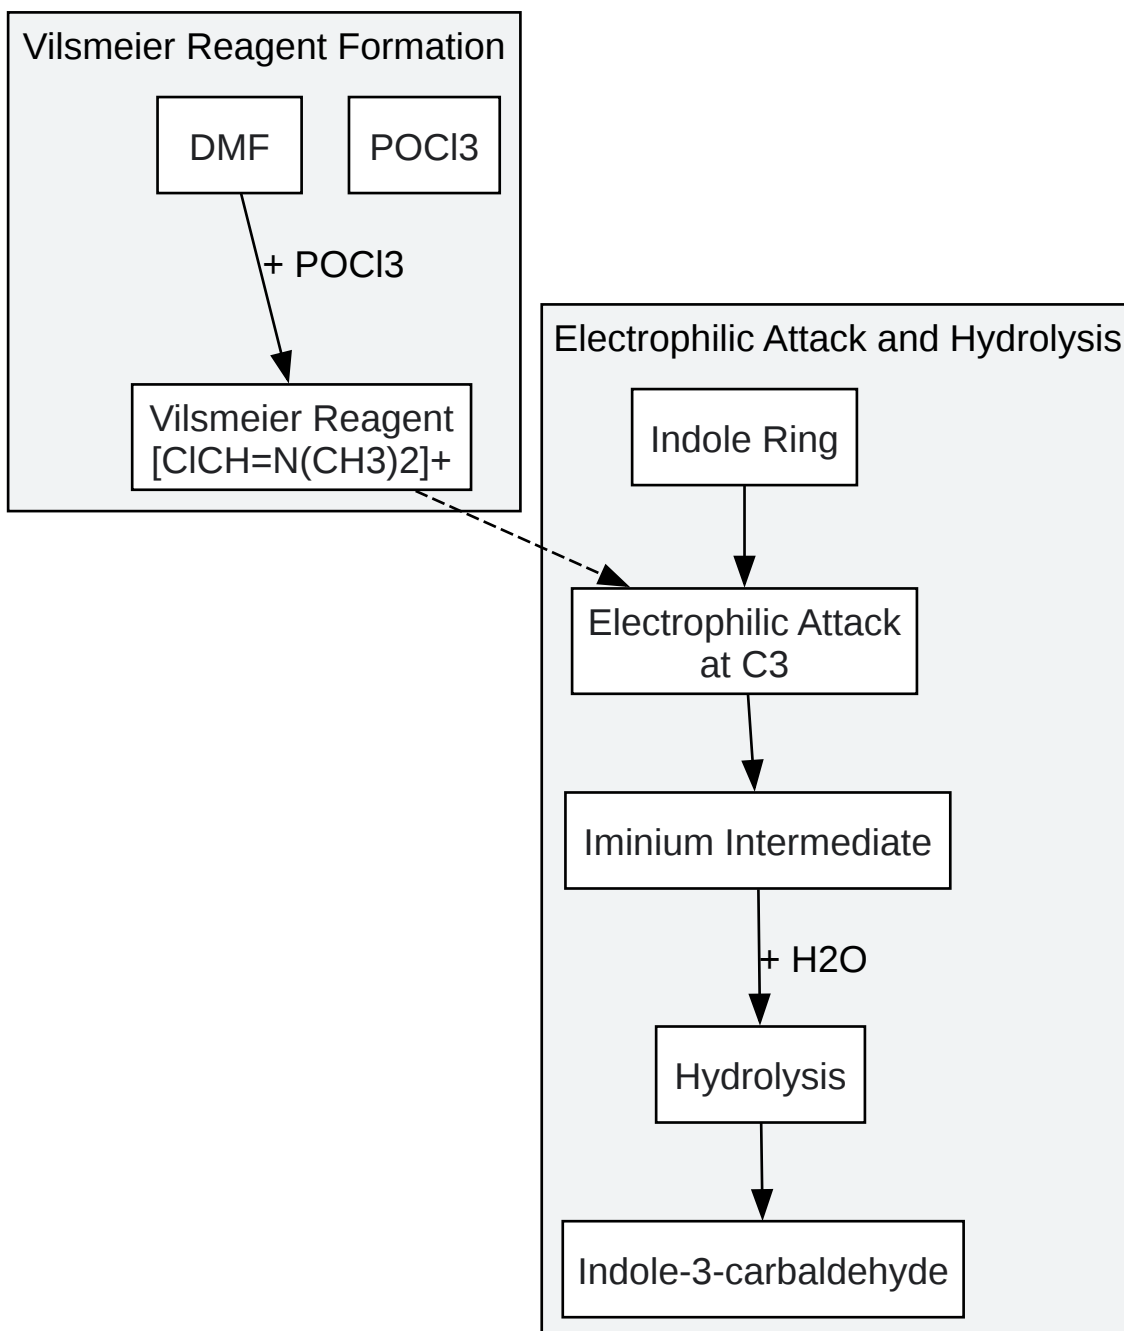 Vilsmeier Reagent Formation
DMF
POCl3
+ POCl3
Vilsmeier Reagent
[ClCH=N(CH3)2]+
Electrophilic Attack and Hydrolysis
Indole Ring
Electrophilic Attack
at C3
Iminium Intermediate
+ H2O
Hydrolysis
Indole-3-carbaldehyde